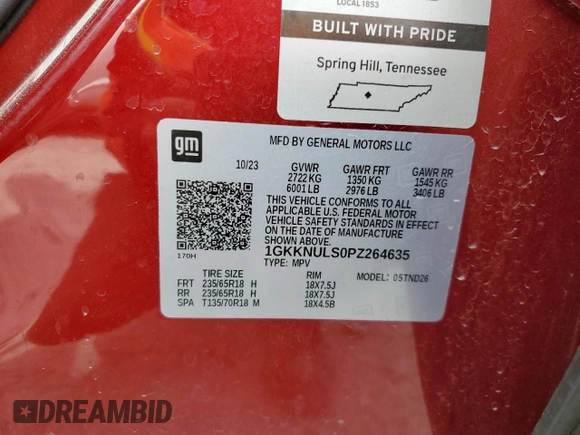 LOCAL 1853
BUILT WITH PRIDE
Spring Hill, Tennessee
gm
MFD BY GENERAL MOTORS LLC
10/23 GVWR GAWR FRT GAWR RR
2722 KG 1350 KG 1545 KG
6001 LB 2976 LB 3406 LB
THIS VEHICLE CONFORMS TO ALL
APPLICABLE U.S. FEDERAL MOTOR
VEHICLE SAFETY STANDARDS IN EFFECT
ON THE DATE OF MANUFACTURE
SHOWN ABOVE.
170H 1GKKNULS0PZ264635
TYPE: MPV MODEL: 05TND26
TIRE SIZE RIM
FRT 235/65R18 H 18X7.5J
RR 235/65R18 H 18X7.5J
SPA T135/70R18 M 18X4.5B
DREAMBID